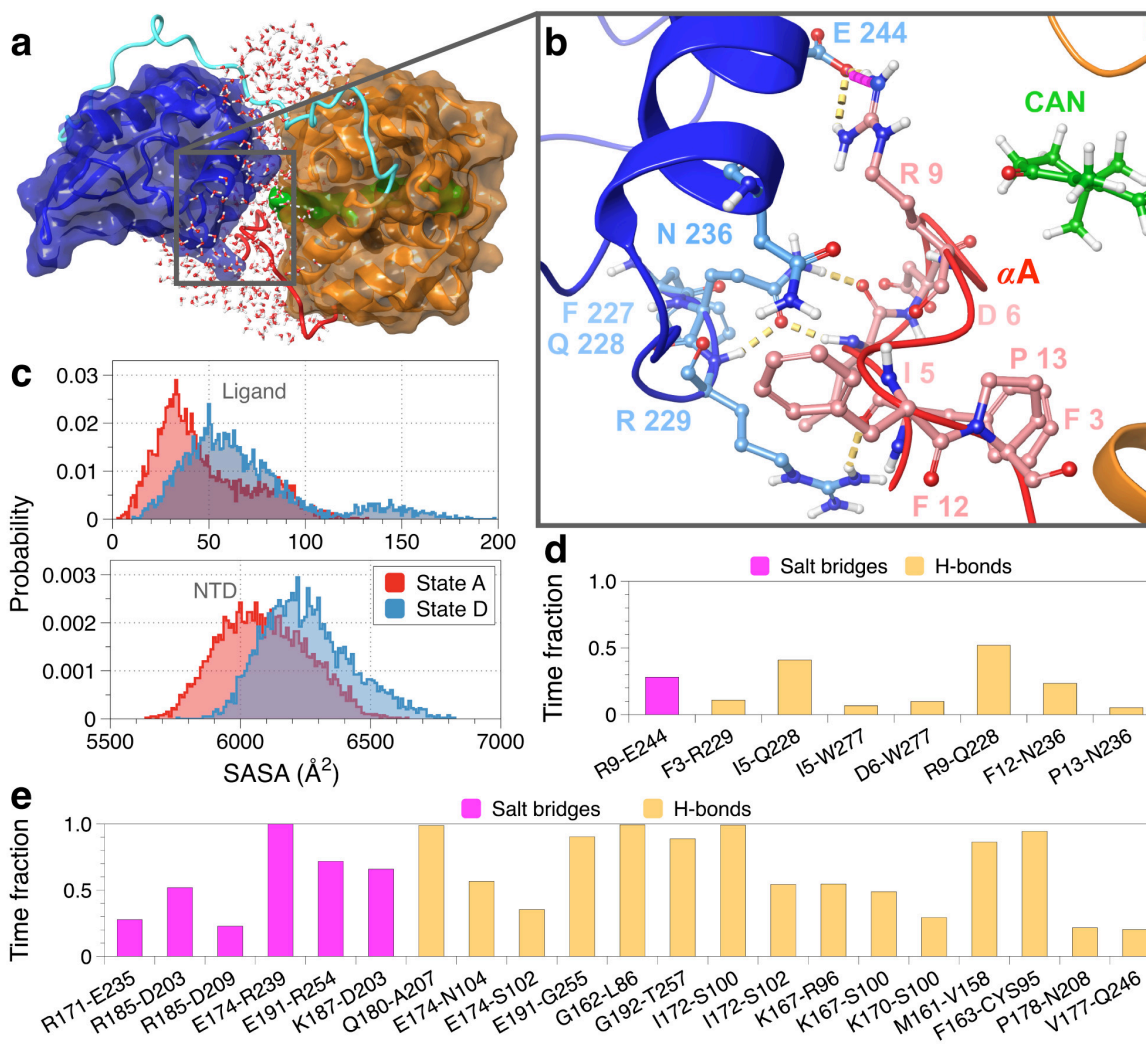 a
b
E 244
CAN
R 9
N 236
αA
D 6
F 227
Q 228
I 5
P 13
R 229
F 3
F 12
c
Ligand
0.03
0.02
0.01
0
0 50 100 150 200
Probability
NTD
State A
State D
0.003
0.002
0.001
0
5500 6000 6500 7000
SASA (Å²)
d
Salt bridges H-bonds
Time fraction
1.0
0.5
0
R9-E244
F3-R229
I5-Q228
I5-W277
D6-W277
R9-Q228
F12-N236
P13-N236
e
Salt bridges H-bonds
Time fraction
1.0
0.5
0
R171-E235
R185-D203
R185-D209
E174-R239
E191-R254
K187-D203
Q180-A207
E174-N104
E174-S102
E191-G255
G162-L86
G192-T257
I172-S100
I172-S102
K167-R96
K167-S100
K170-S100
M161-V158
F163-CYS95
P178-N208
V177-Q246